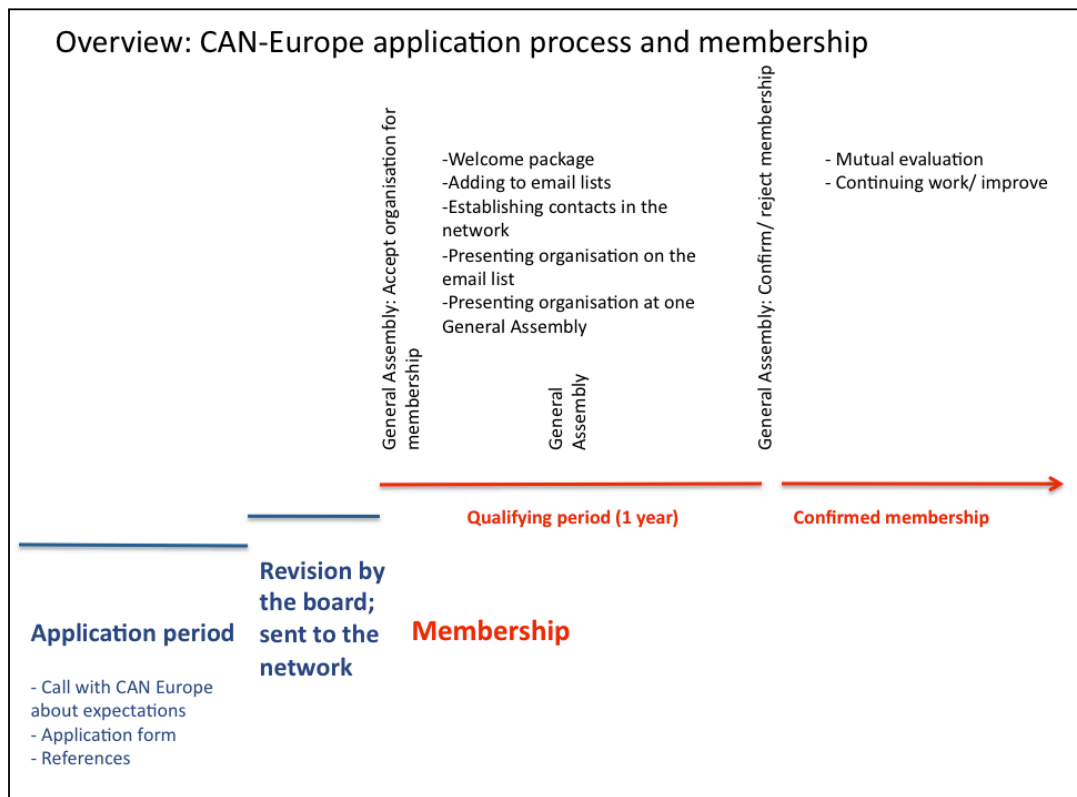 Overview: CAN-Europe application process and membership
General Assembly: Accept organisation for
membership
-Welcome package
-Adding to email lists
-Establishing contacts in the
network
-Presenting organisation on the
email list
-Presenting organisation at one
General Assembly
General
Assembly
General Assembly: Confirm/ reject membership
- Mutual evaluation
- Continuing work/ improve
Qualifying period (1 year)
Confirmed membership
Application period
- Call with CAN Europe
about expectations
- Application form
- References
Revision by
the board;
sent to the
network
Membership